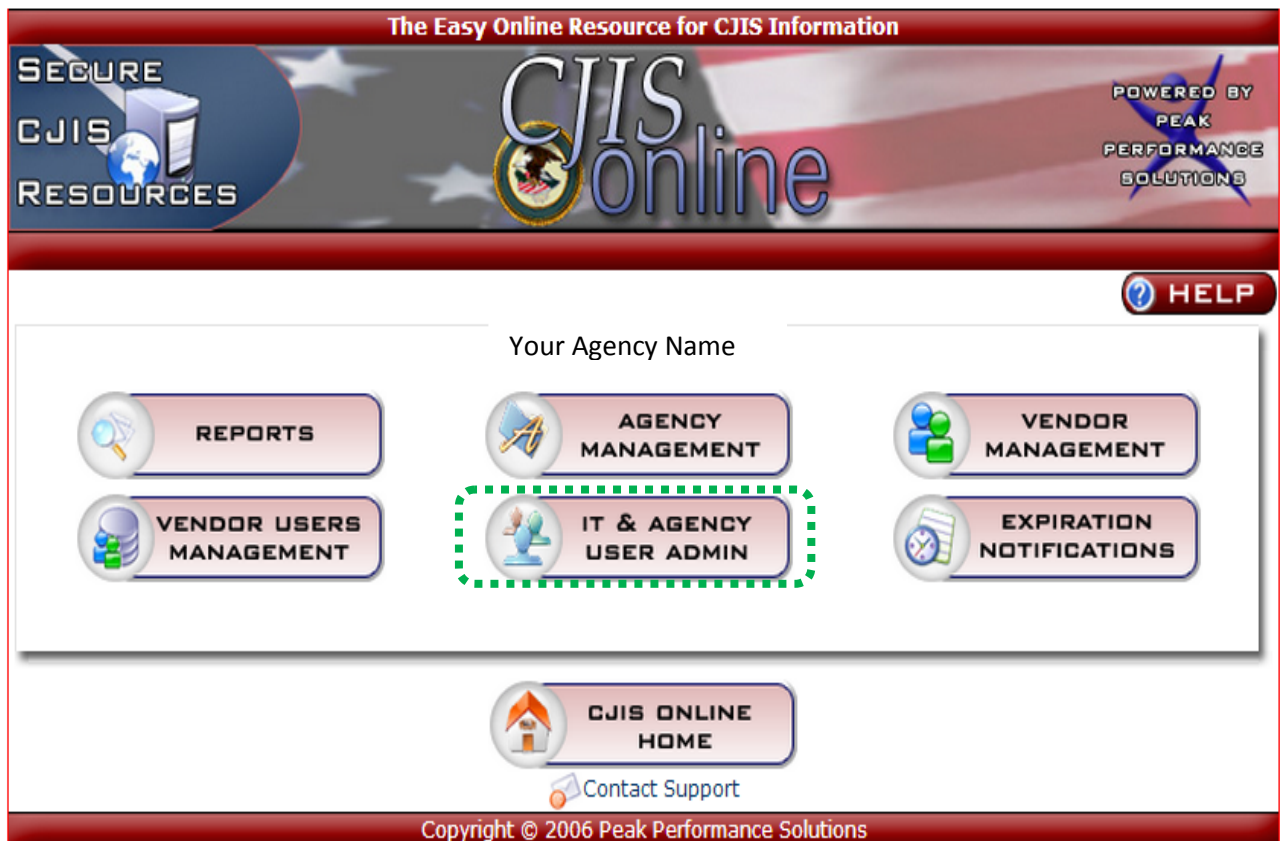 The Easy Online Resource for CJIS Information
SECURE
CJIS
RESOURCES
CJIS
online
POWERED BY
PEAK
PERFORMANCE
SOLUTIONS
HELP
Your Agency Name
REPORTS
AGENCY
MANAGEMENT
VENDOR
MANAGEMENT
VENDOR USERS
MANAGEMENT
IT & AGENCY
USER ADMIN
EXPIRATION
NOTIFICATIONS
CJIS ONLINE
HOME
Contact Support
Copyright © 2006 Peak Performance Solutions